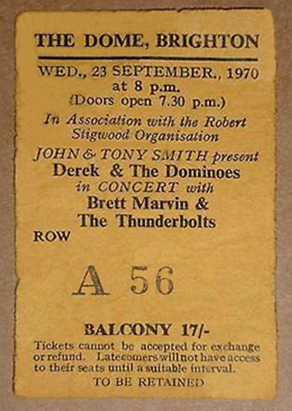 THE DOME, BRIGHTON
WED., 23 SEPTEMBER., 1970
at 8 p.m.
(Doors open 7.30 p.m.)
In Association with the Robert
Stigwood Organisation
JOHN & TONY SMITH present
Derek & The Dominoes
in CONCERT with
Brett Marvin &
The Thunderbolts
ROW
A 56
BALCONY 17/-
Tickets cannot be accepted for exchange
or refund. Latecomers will not have access
to their seats until a suitable interval.
TO BE RETAINED